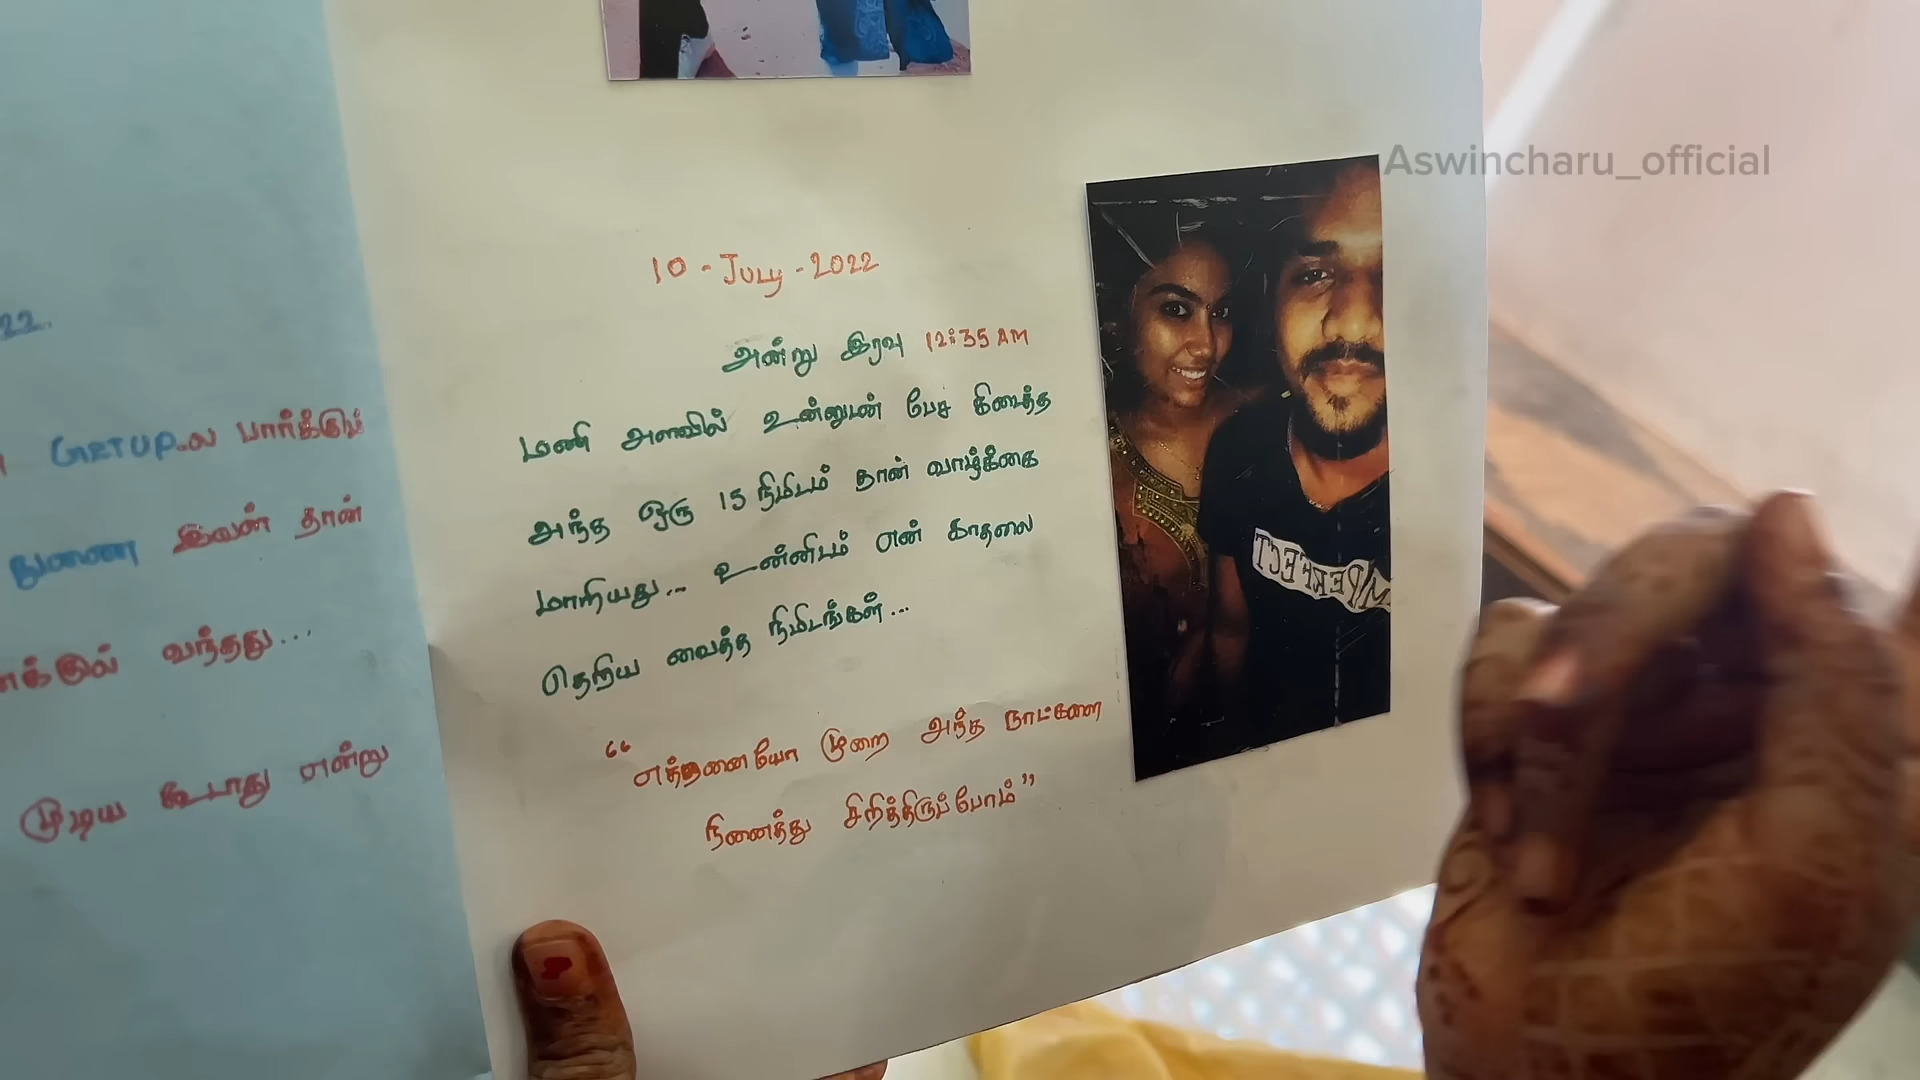 22.
GETUP-ல பார்க்கும்
இவன் தான்
வந்தது...
முடிய கூடாது என்று
10 - July - 2022
அன்று இரவு 12:35 AM
மணி அளவில் உன்னுடன் பேச கிடைத்த
அந்த ஒரு 15 நிமிடம் தான் வாழ்க்கை
மாறியது... உன்னிடம் என் காதலை
தெரிய வைத்த நிமிடங்கள்...
"எத்தனையோ முறை அந்த நாட்களை
நினைத்து சிரித்திருப்போம்"
Aswincharu_official